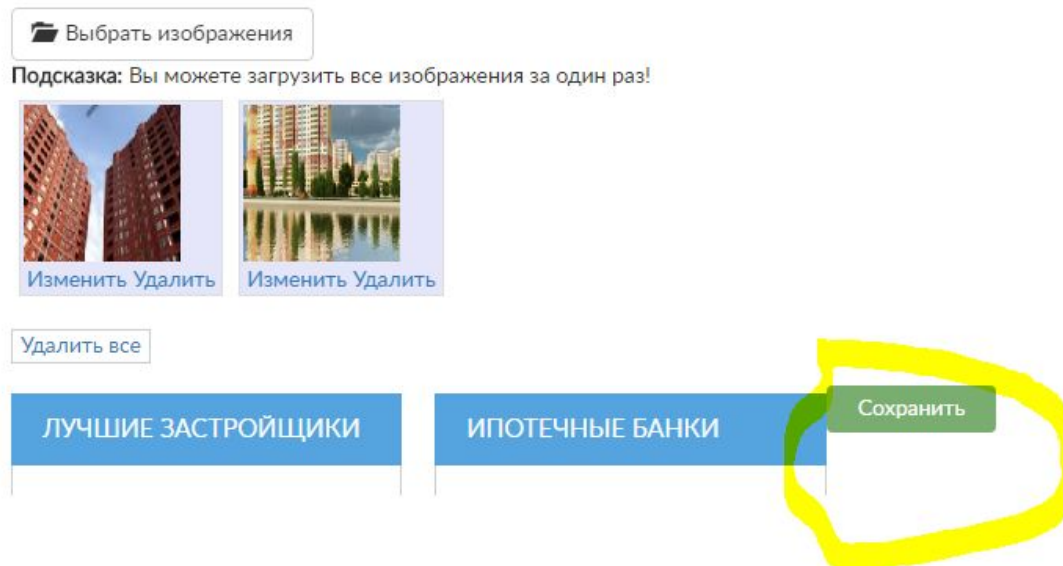 Выбрать изображения
Подсказка: Вы можете загрузить все изображения за один раз!
Изменить Удалить Изменить Удалить
Удалить все
ЛУЧШИЕ ЗАСТРОЙЩИКИ ИПОТЕЧНЫЕ БАНКИ Сохранить